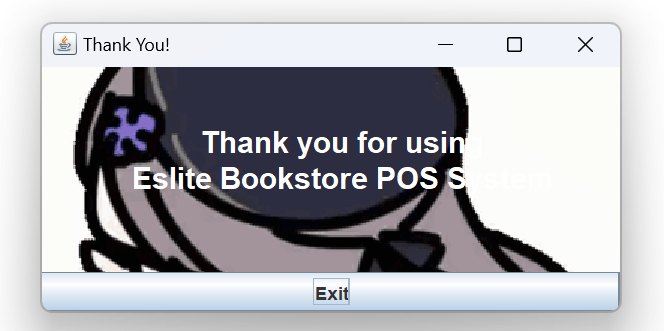 Thank You!
Thank you for using
Eslite Bookstore POS System
Exit